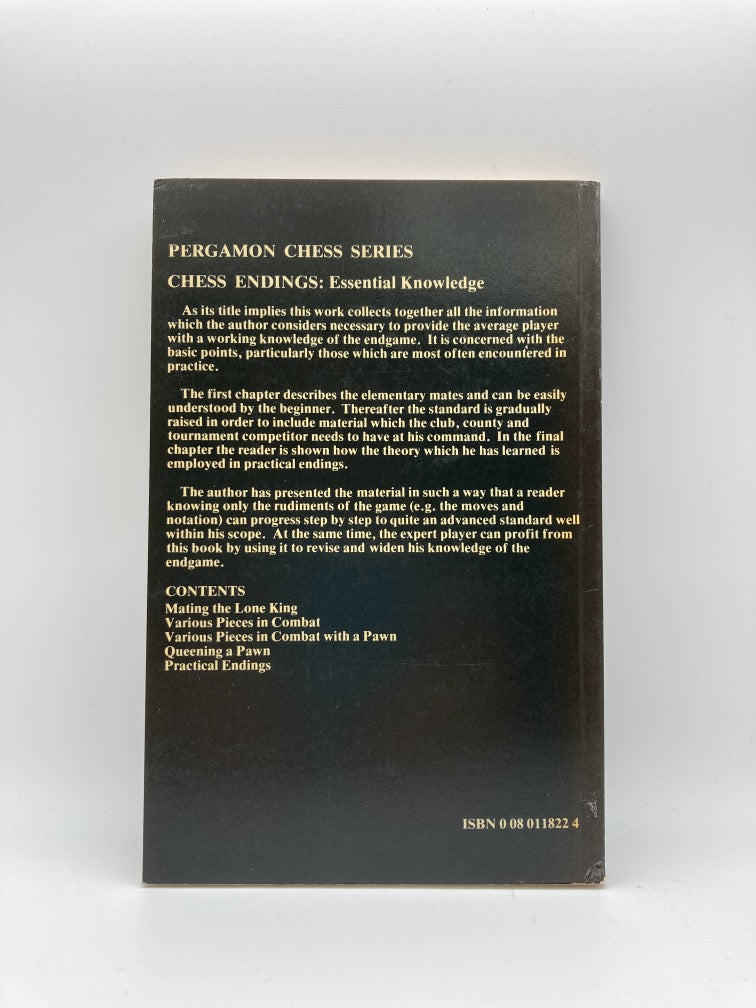 PERGAMON CHESS SERIES
CHESS ENDINGS: Essential Knowledge
As its title implies this work collects together all the information
which the author considers necessary to provide the average player
with a working knowledge of the endgame. It is concerned with the
basic points, particularly those which are most often encountered in
practice.
The first chapter describes the elementary mates and can be easily
understood by the beginner. Thereafter the standard is gradually
raised in order to include material which the club, county and
tournament competitor needs to have at his command. In the final
chapter the reader is shown how the theory which he has learned is
employed in practical endings.
The author has presented the material in such a way that a reader
knowing only the rudiments of the game (e.g. the moves and
notation) can progress step by step to quite an advanced standard well
within his scope. At the same time, the expert player can profit from
this book by using it to revise and widen his knowledge of the
endgame.
CONTENTS
Mating the Lone King
Various Pieces in Combat
Various Pieces in Combat with a Pawn
Queening a Pawn
Practical Endings
ISBN 0 08 011822 4